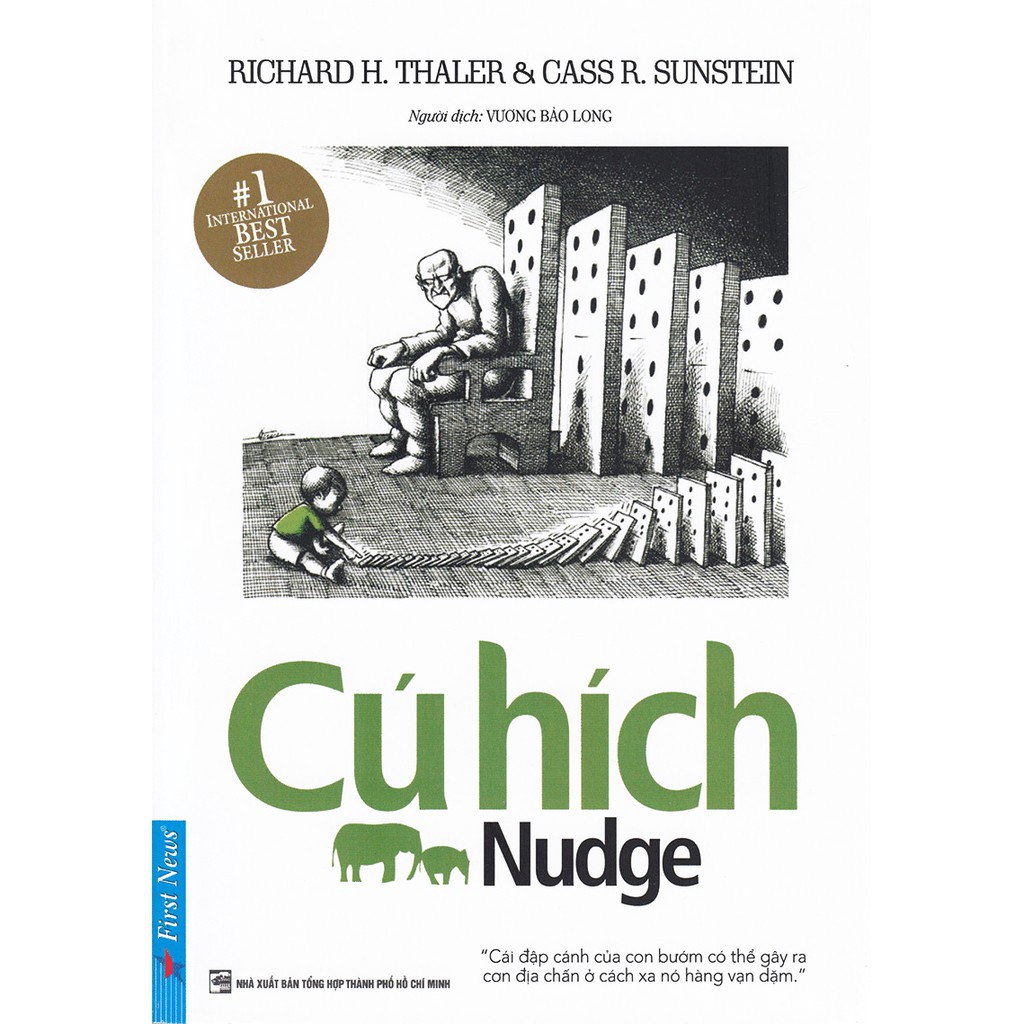 RICHARD H. THALER & CASS R. SUNSTEIN
Người dịch: VƯƠNG BẢO LONG
#1
INTERNATIONAL
BEST
SELLER
Cú hích
Nudge
First News®
NHÀ XUẤT BẢN TỔNG HỢP THÀNH PHỐ HỒ CHÍ MINH
“Cái đập cánh của con bướm có thể gây ra
cơn địa chấn ở cách xa nó hàng vạn dặm.”